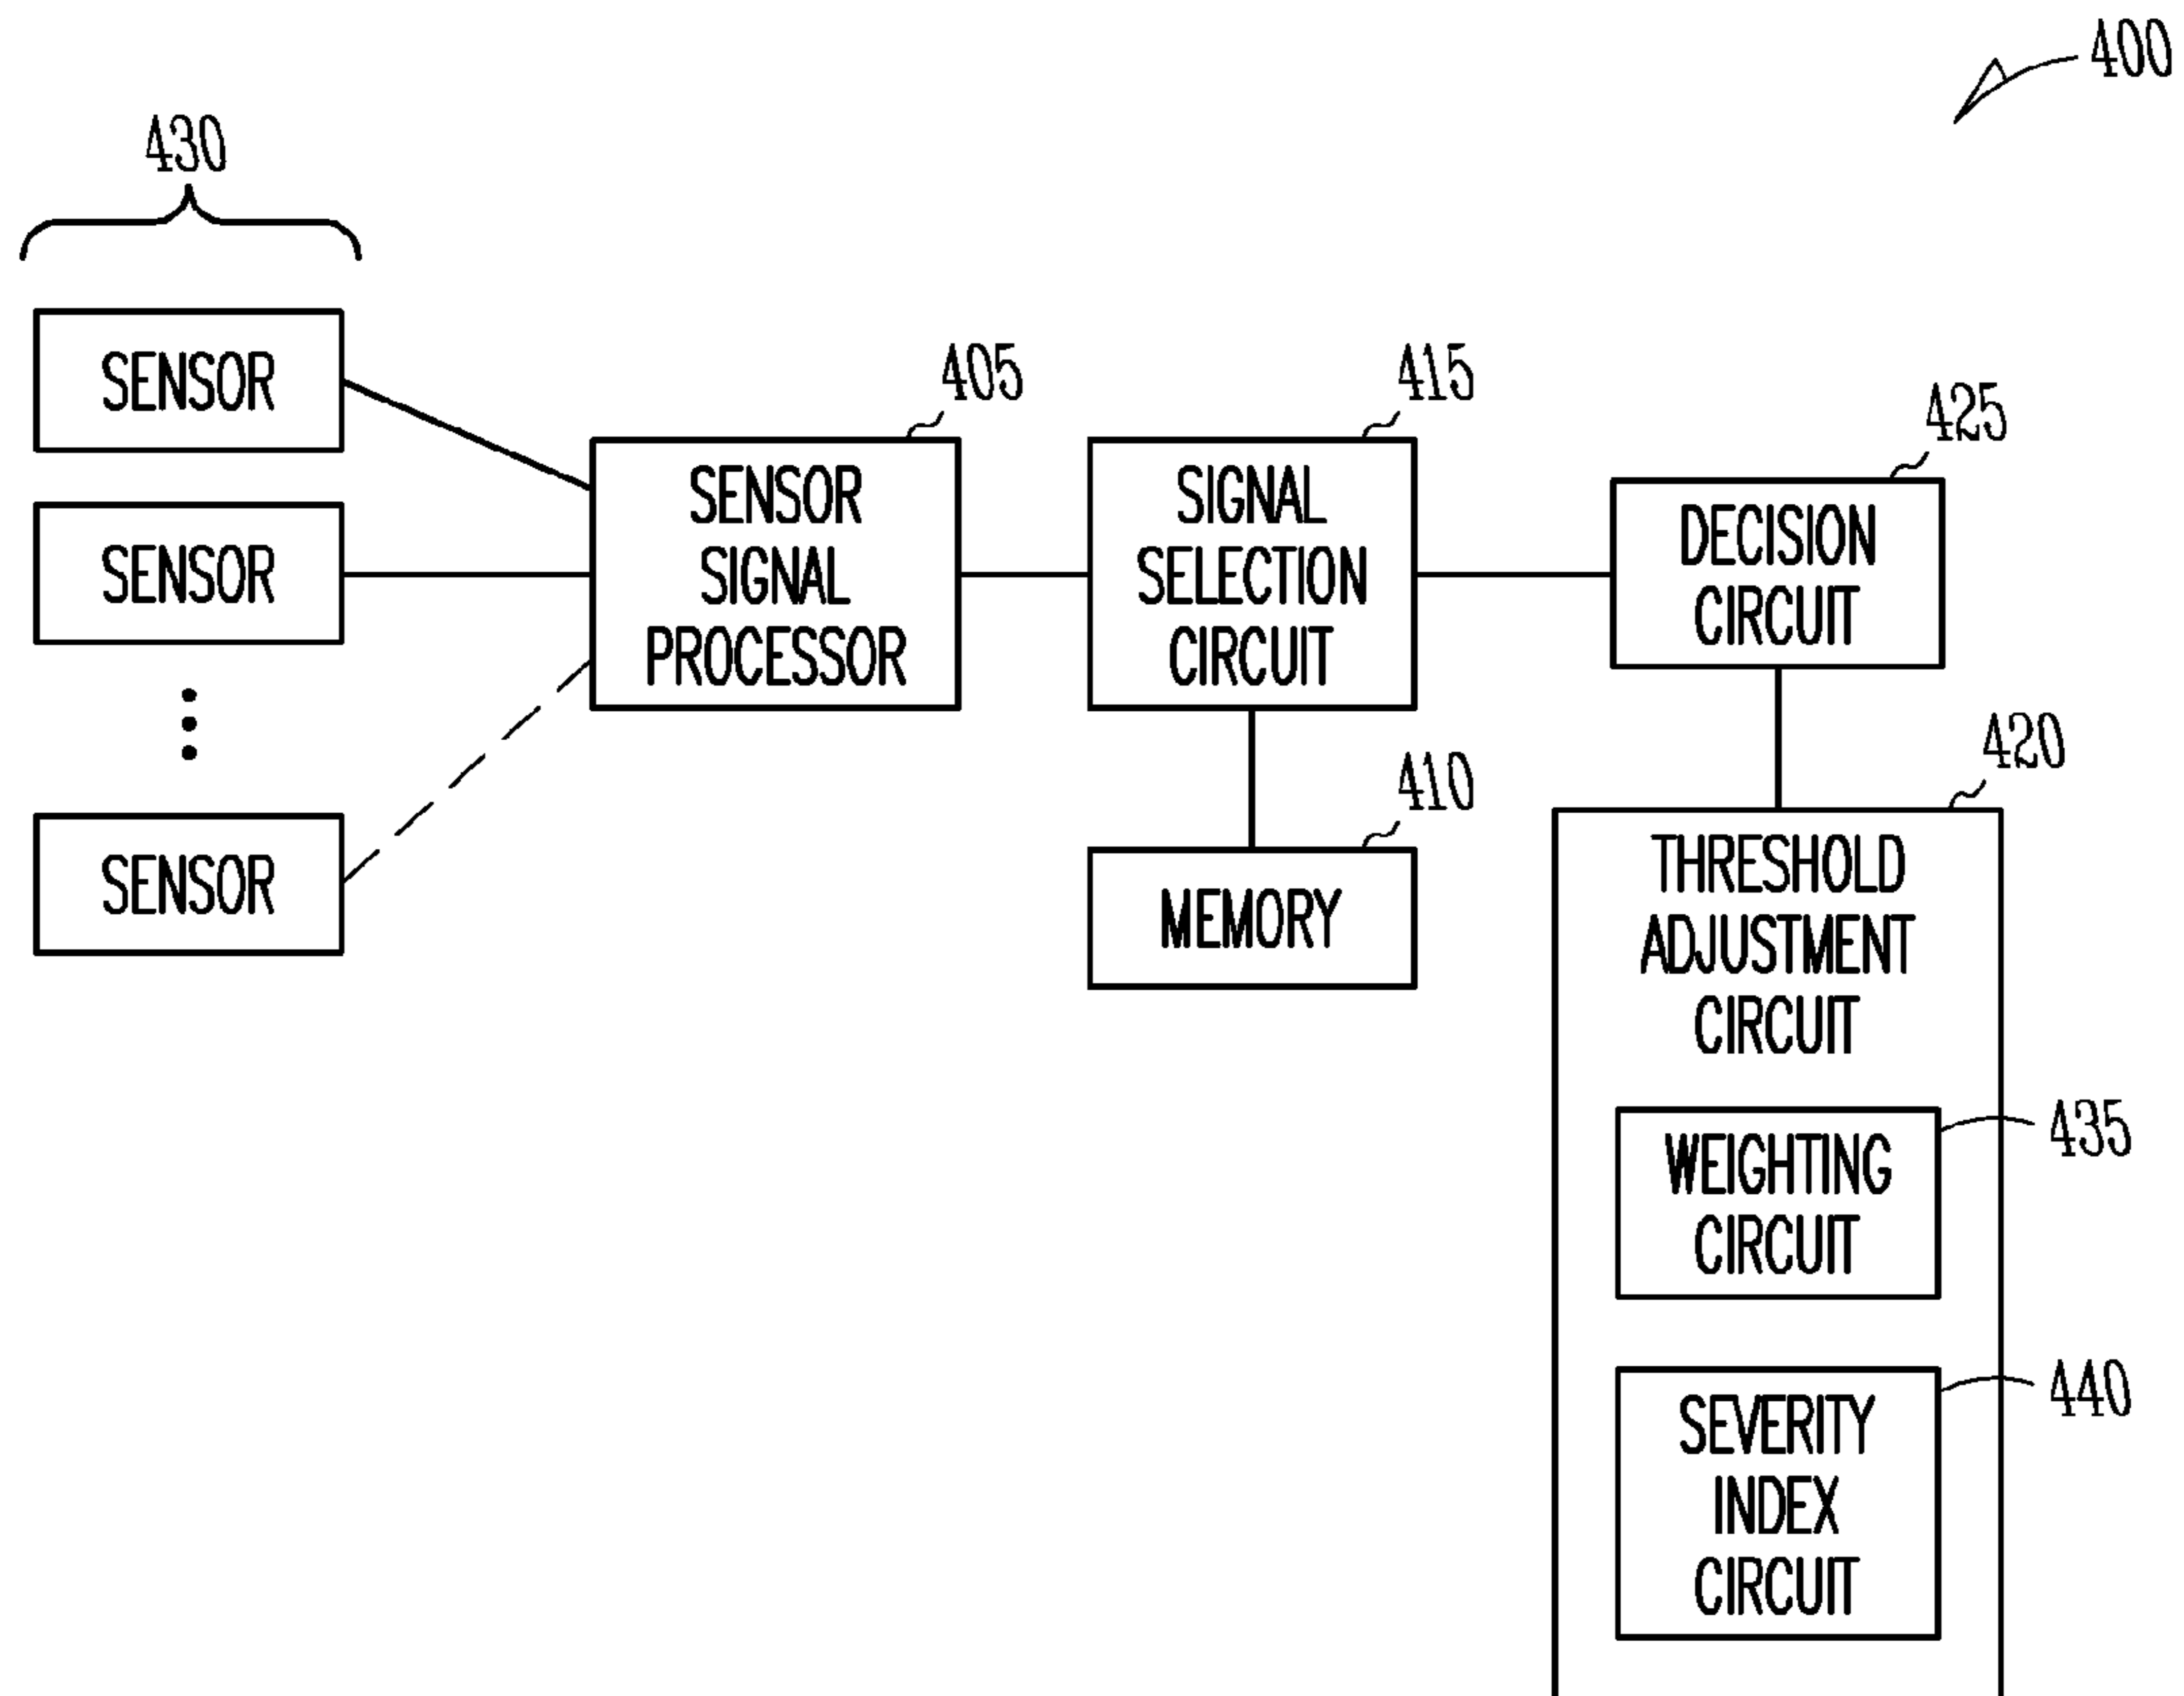 400
430
SENSOR
SENSOR
SENSOR
405
SENSOR
SIGNAL
PROCESSOR
415
SIGNAL
SELECTION
CIRCUIT
410
MEMORY
425
DECISION
CIRCUIT
420
THRESHOLD
ADJUSTMENT
CIRCUIT
435
WEIGHTING
CIRCUIT
440
SEVERITY
INDEX
CIRCUIT